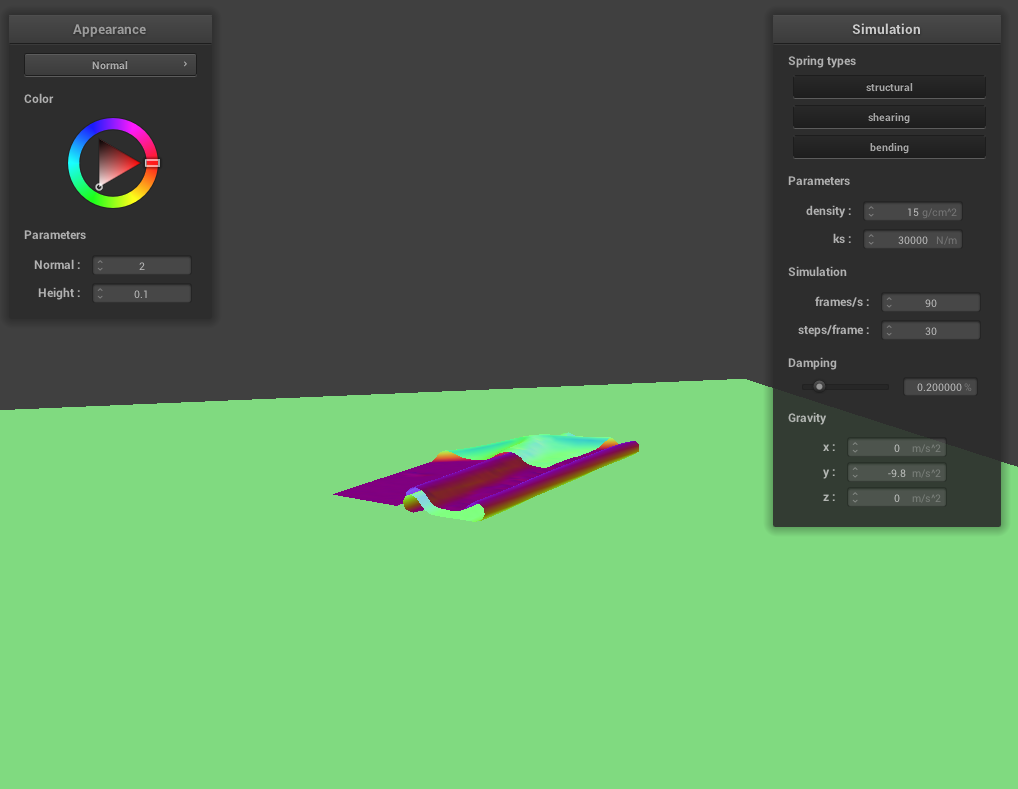 Appearance
Normal
Color
Parameters
Normal : 2
Height : 0.1
Simulation
Spring types
structural
shearing
bending
Parameters
density : 15 g/cm^2
ks : 30000 N/m
Simulation
frames/s : 90
steps/frame : 30
Damping
0.200000 %
Gravity
x : 0 m/s^2
y : -9.8 m/s^2
z : 0 m/s^2